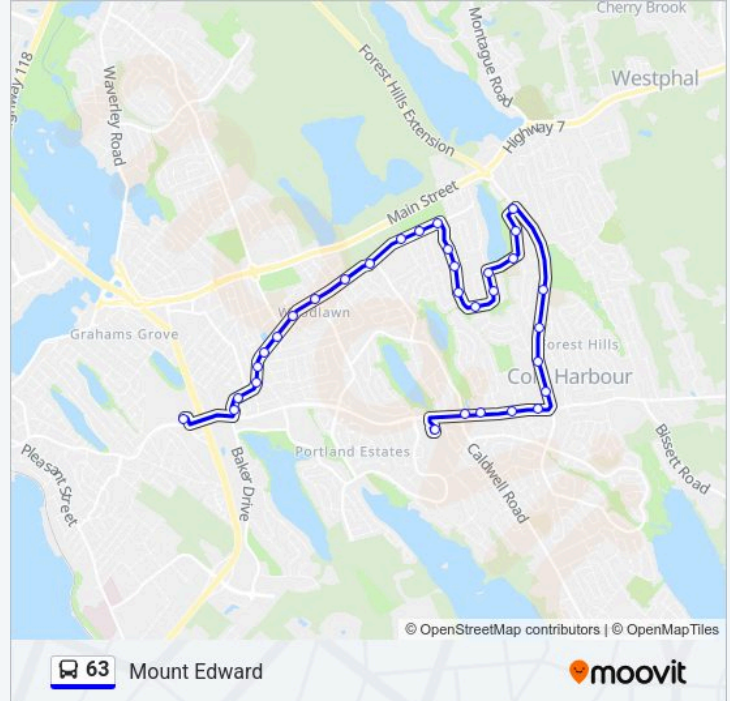 Cherry Brook
Montague Road
Westphal
Highway 118
Waverley Road
Forest Hills Extension
Highway 7
Main Street
Woodlawn
Grahams Grove
Forest Hills
Cole Harbour
Pleasant Street
Baker Drive
Portland Estates
Caldwell Road
Bissett Road
© OpenStreetMap contributors | © OpenMapTiles
63 Mount Edward
moovit